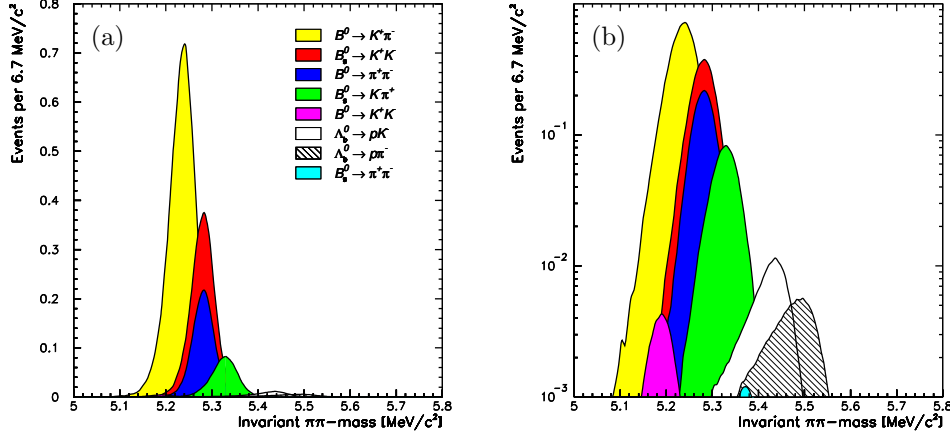 Events per 6.7 MeV/c²
(a)
B⁰ → K⁺π⁻
B⁰ₛ → K⁺K⁻
B⁰ → π⁺π⁻
B⁰ₛ → K⁻π⁺
B⁰ → K⁺K⁻
Λ⁰_b → pK⁻
Λ⁰_b → pπ⁻
B⁰ₛ → π⁺π⁻
0.8
0.7
0.6
0.5
0.4
0.3
0.2
0.1
0
5 5.1 5.2 5.3 5.4 5.5 5.6 5.7 5.8
Invariant ππ−mass [MeV/c²]
Events per 6.7 MeV/c²
(b)
10⁻¹
10⁻²
10⁻³
5 5.1 5.2 5.3 5.4 5.5 5.6 5.7 5.8
Invariant ππ−mass [MeV/c²]